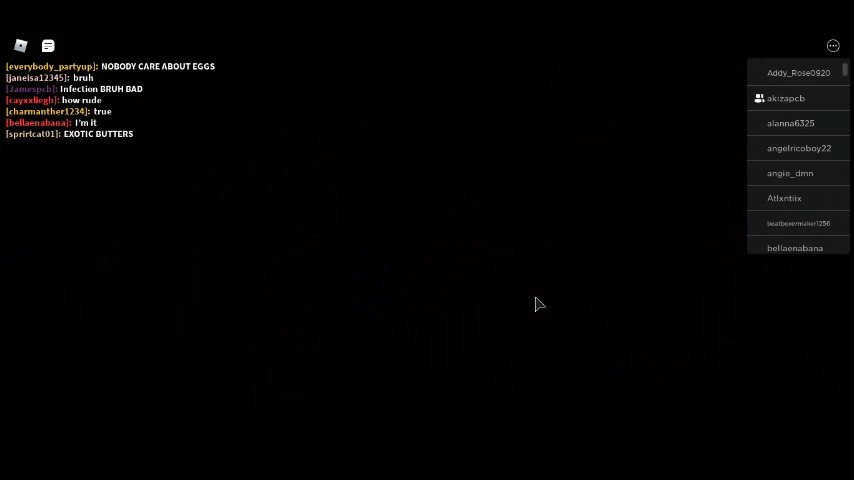 [everybody_partyup]: NOBODY CARE ABOUT EGGS
[janeisa12345]: bruh
[Jamespcb]: Infection BRUH BAD
[cayxxliegh]: how rude
[charmanther1234]: true
[bellaenabana]: I'm it
[sprirtcat01]: EXOTIC BUTTERS
Addy_Rose0920
akizapcb
alanna6325
angelricoboy22
angie_dmn
Atlxntiix
beatboxermaker1256
bellaenabana